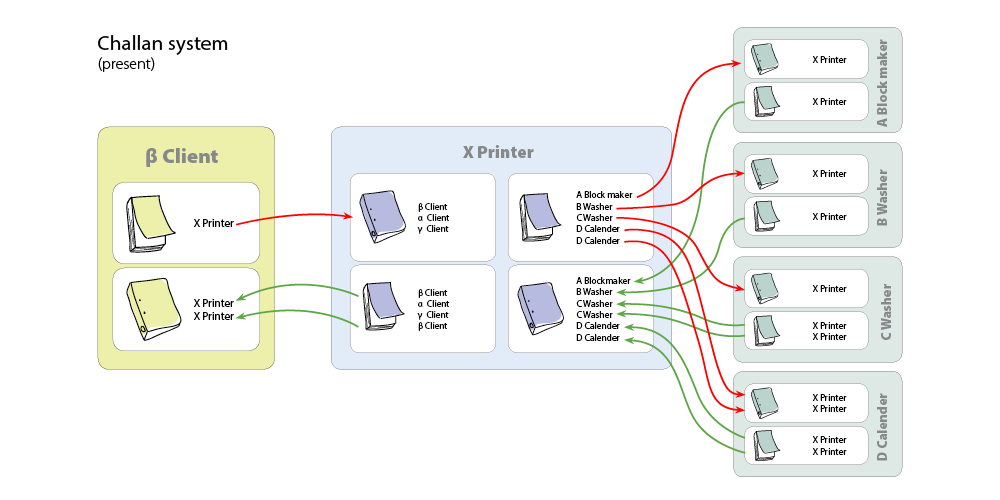 Challan system
(present)
β Client
X Printer
X Printer
X Printer
X Printer
β Client
α Client
γ Client
A Block maker
B Washer
C Washer
D Calender
D Calender
β Client
α Client
γ Client
β Client
A Blockmaker
B Washer
C Washer
C Washer
D Calender
D Calender
A Block maker
X Printer
X Printer
B Washer
X Printer
X Printer
C Washer
X Printer
X Printer
X Printer
D Calender
X Printer
X Printer
X Printer
X Printer